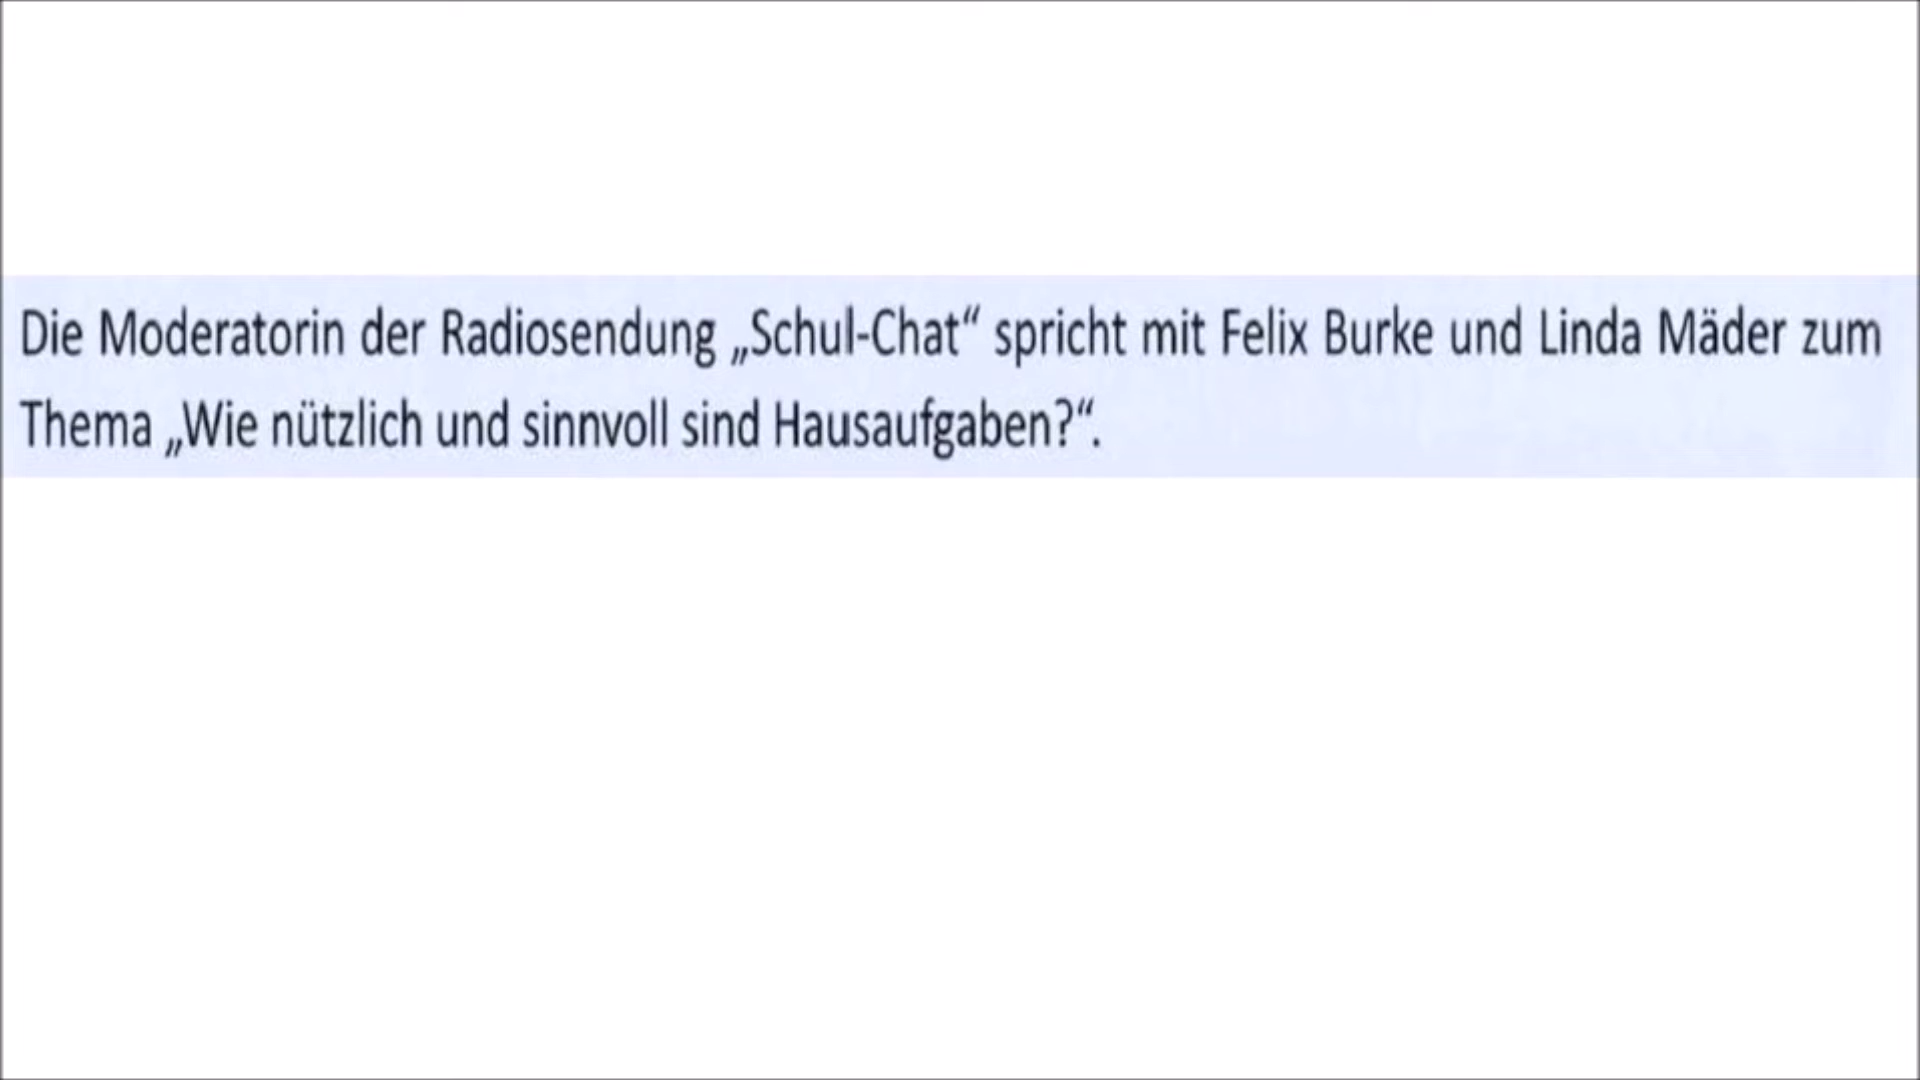 Die Moderatorin der Radiosendung „Schul-Chat“ spricht mit Felix Burke und Linda Mäder zum
Thema „Wie nützlich und sinnvoll sind Hausaufgaben?“.